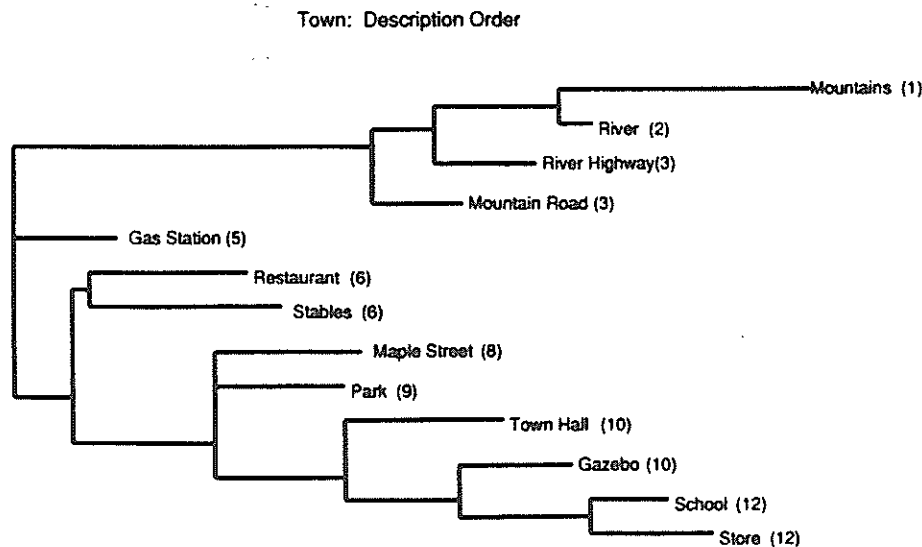 Town: Description Order
Mountains (1)
River (2)
River Highway(3)
Mountain Road (3)
Gas Station (5)
Restaurant (6)
Stables (6)
Maple Street (8)
Park (9)
Town Hall (10)
Gazebo (10)
School (12)
Store (12)